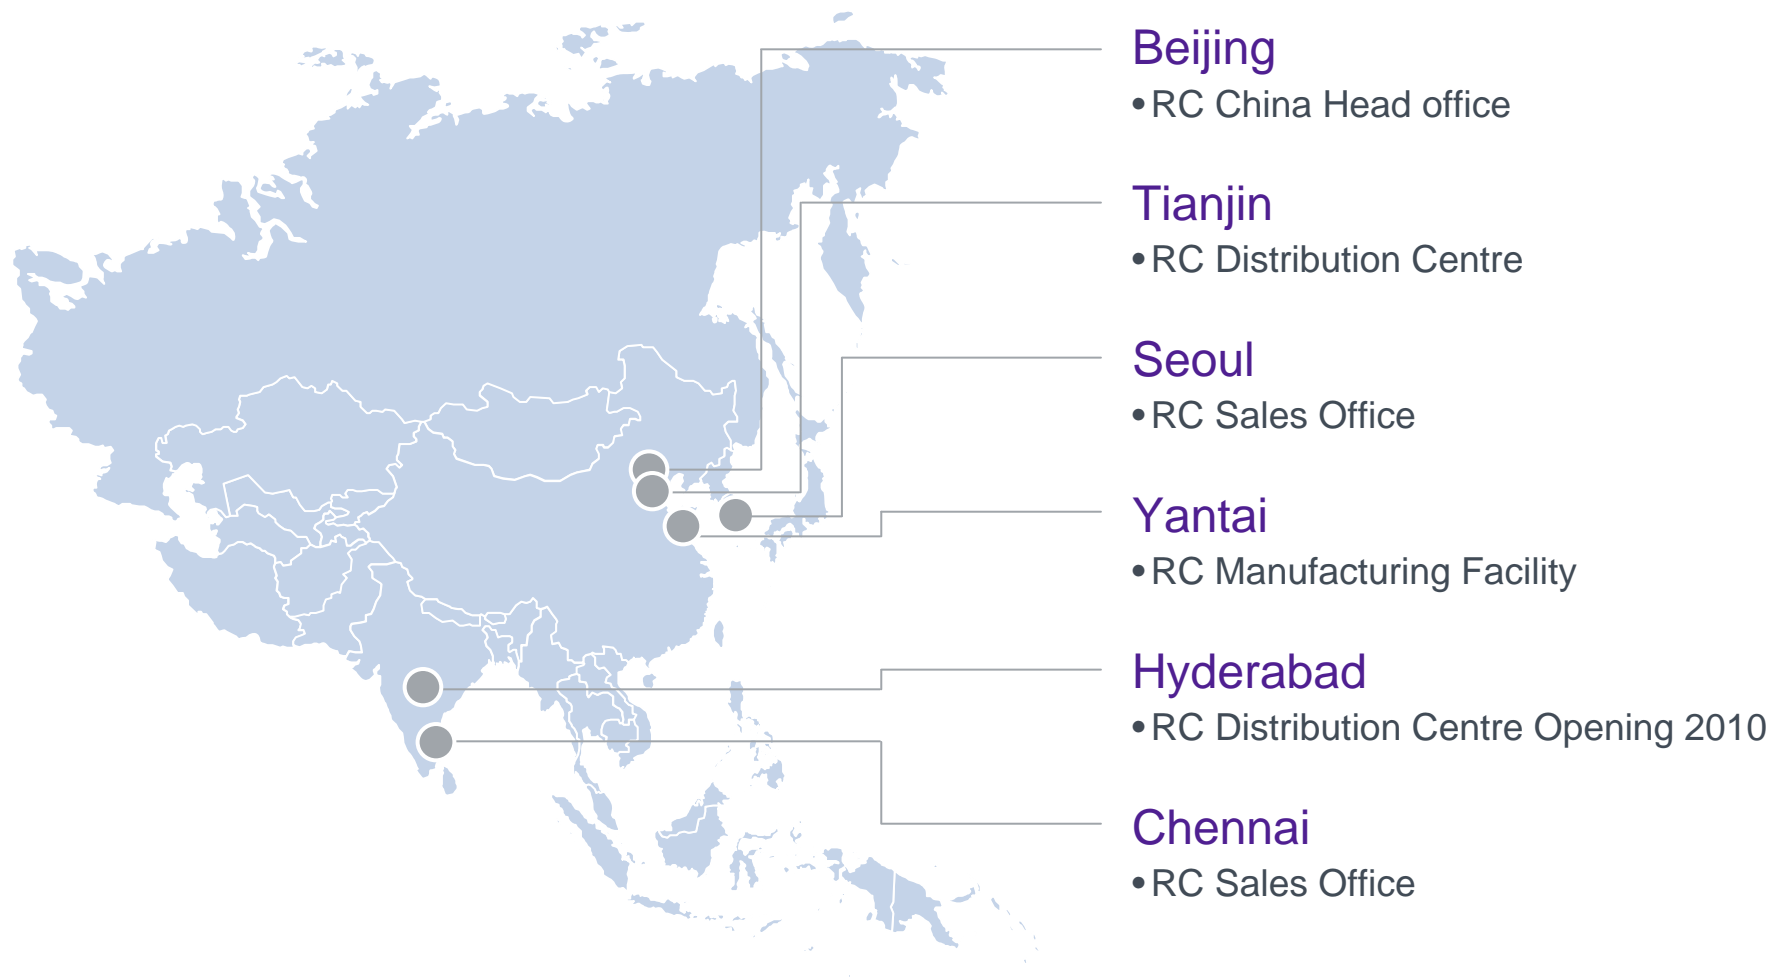 Beijing
•RC China Head office
Tianjin
•RC Distribution Centre
Seoul
•RC Sales Office
Yantai
•RC Manufacturing Facility
Hyderabad
•RC Distribution Centre Opening 2010
Chennai
•RC Sales Office